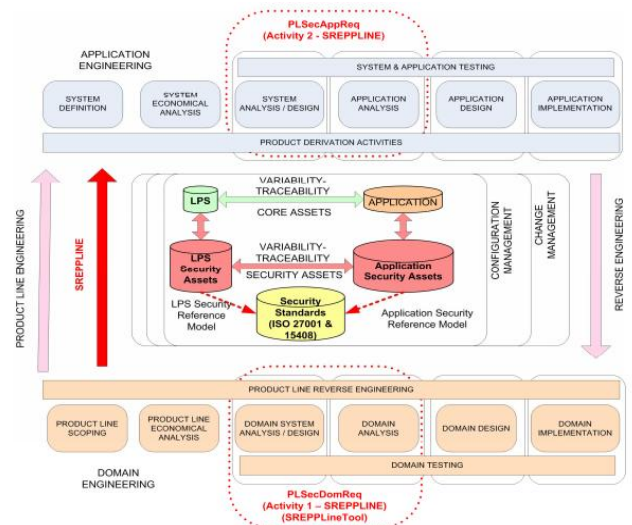 PLSecAppReq
(Activity 2 - SREPPLINE)
APPLICATION
ENGINEERING
SYSTEM & APPLICATION TESTING
SYSTEM
DEFINITION
SYSTEM
ECONOMICAL
ANALYSIS
SYSTEM
ANALYSIS / DESIGN
APPLICATION
ANALYSIS
APPLICATION
DESIGN
APPLICATION
IMPLEMENTATION
PRODUCT DERIVATION ACTIVITIES
PRODUCT LINE ENGINEERING
SREPPLINE
LPS
VARIABILITY-
TRACEABILITY
CORE ASSETS
APPLICATION
LPS
Security
Assets
VARIABILITY-
TRACEABILITY
SECURITY ASSETS
Application
Security Assets
LPS Security
Reference
Model
Security
Standards
(ISO 27001 &
15408)
Application Security
Reference Model
CONFIGURATION
MANAGEMENT
CHANGE
MANAGEMENT
REVERSE ENGINEERING
PRODUCT LINE REVERSE ENGINEERING
PRODUCT LINE
SCOPING
PRODUCT LINE
ECONOMICAL
ANALYSIS
DOMAIN SYSTEM
ANALYSIS / DESIGN
DOMAIN
ANALYSIS
DOMAIN DESIGN
DOMAIN
IMPLEMENTATION
DOMAIN TESTING
DOMAIN
ENGINEERING
PLSecDomReq
(Activity 1 – SREPPLINE)
(SREPPLineTool)